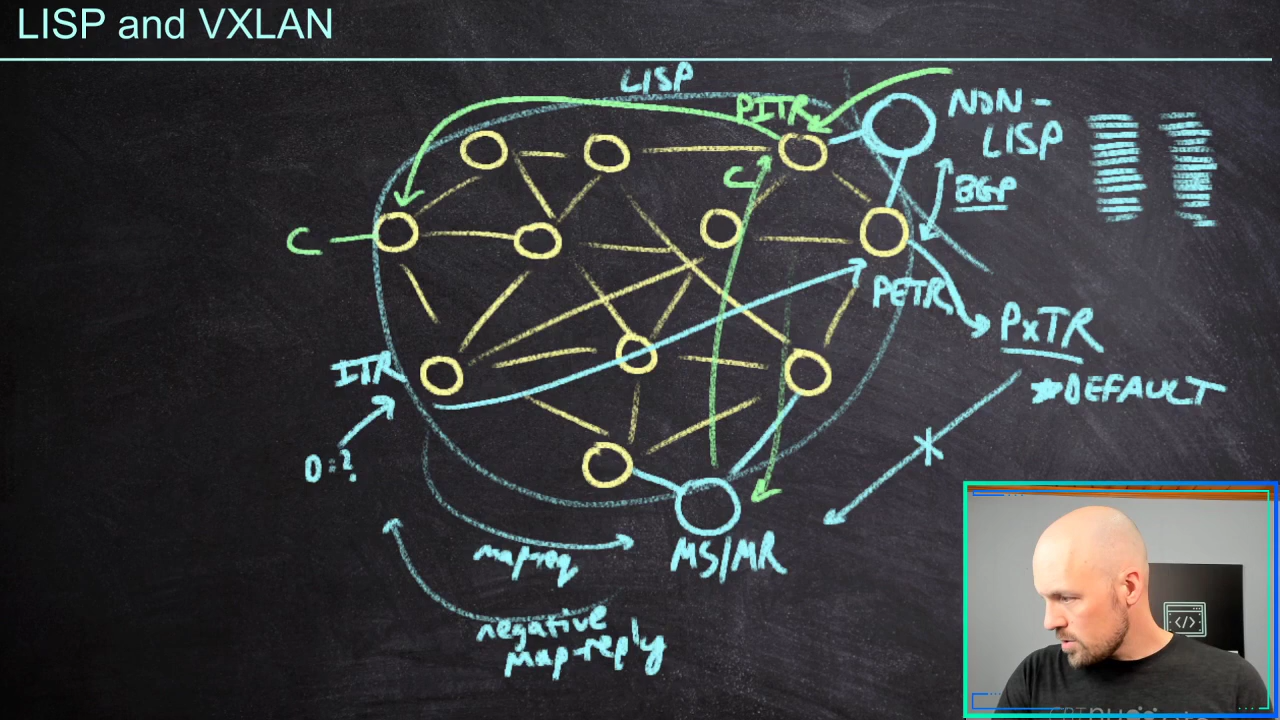 LISP and VXLAN
LISP
PITR
NON-
LISP
C
BGP
C
PETR
PxTR
ITR
*DEFAULT
D=?
map-req
MS/MR
negative
map-reply
</>